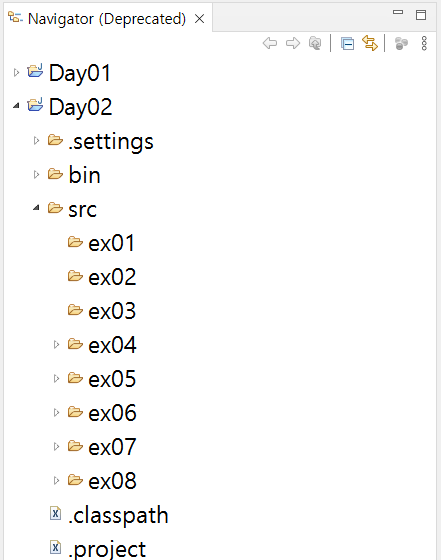 Navigator (Deprecated)
Day01
Day02
.settings
bin
src
ex01
ex02
ex03
ex04
ex05
ex06
ex07
ex08
.classpath
.project